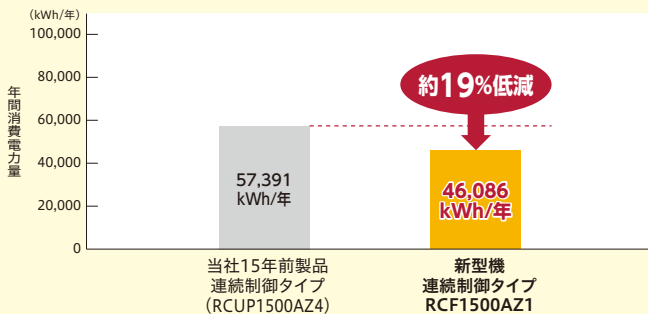 (kWh/年)
100,000
80,000
60,000
40,000
20,000
0
年間消費電力量
約19%低減
57,391
kWh/年
46,086
kWh/年
当社15年前製品
連続制御タイプ
(RCUP1500AZ4)
新型機
連続制御タイプ
RCF1500AZ1